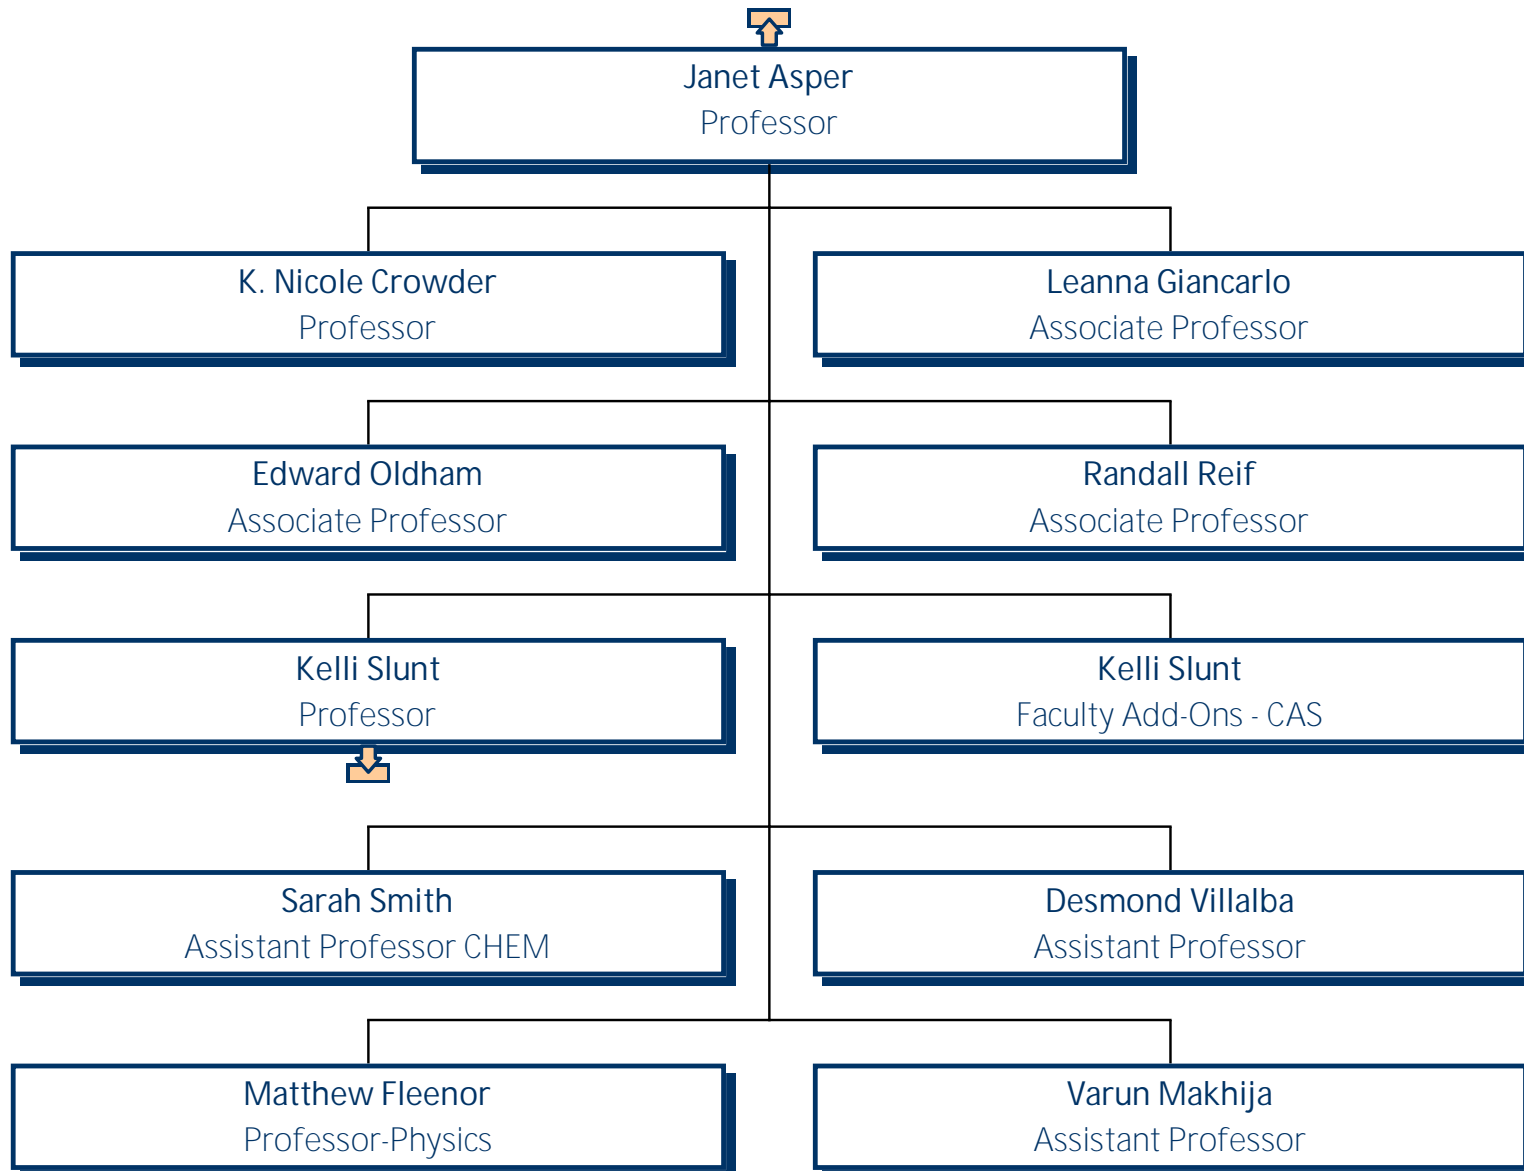 Janet Asper
Professor
K. Nicole Crowder
Professor
Leanna Giancarlo
Associate Professor
Edward Oldham
Associate Professor
Randall Reif
Associate Professor
Kelli Slunt
Professor
Kelli Slunt
Faculty Add-Ons - CAS
Sarah Smith
Assistant Professor CHEM
Desmond Villalba
Assistant Professor
Matthew Fleenor
Professor-Physics
Varun Makhija
Assistant Professor